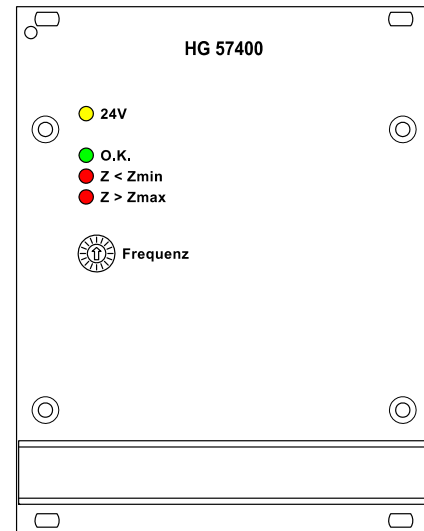 HG 57400
24V
O.K.
Z < Zmin
Z > Zmax
Frequenz